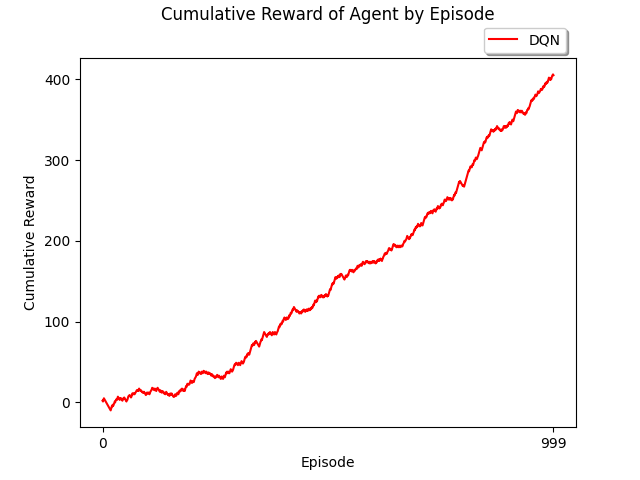 Cumulative Reward of Agent by Episode
DQN
400
300
200
100
0
Cumulative Reward
0
999
Episode